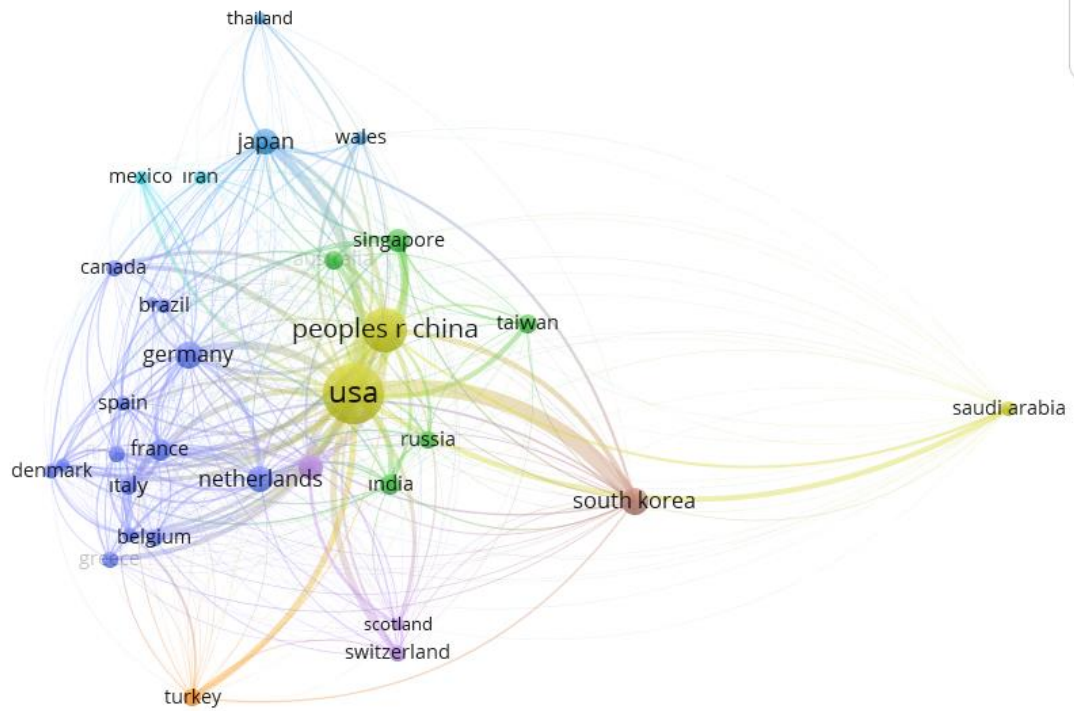 thailand
japan
wales
mexico
iran
singapore
australia
canada
brazil
peoples r china
taiwan
germany
usa
spain
saudi arabia
russia
france
denmark
netherlands
italy
india
south korea
belgium
greece
scotland
switzerland
turkey